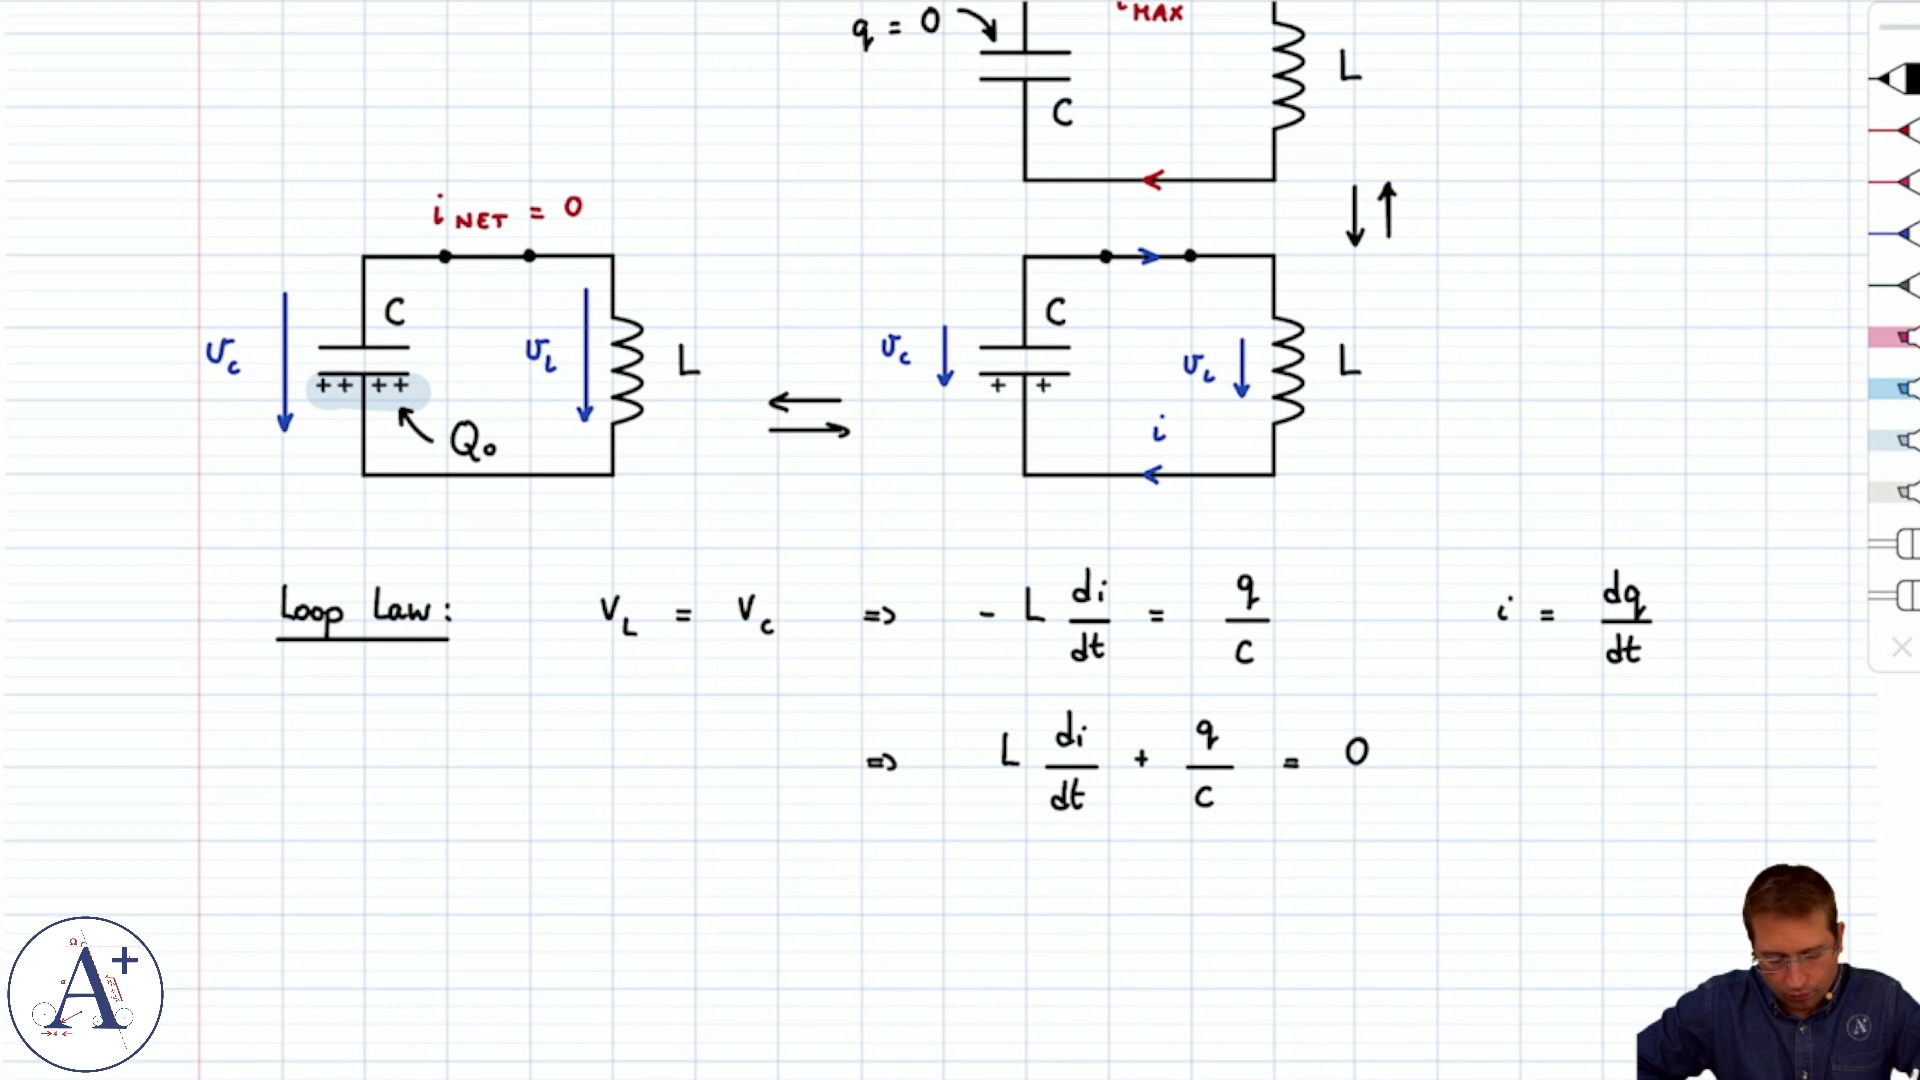 q = 0
i MAX
L
C
i NET = 0
C
L
v_c
v_L
++ ++
Q₀
C
L
v_c
v_L
+ +
i
Loop Law: V_L = V_c => - L di/dt = q/C i = dq/dt
=> L di/dt + q/C = 0
A+